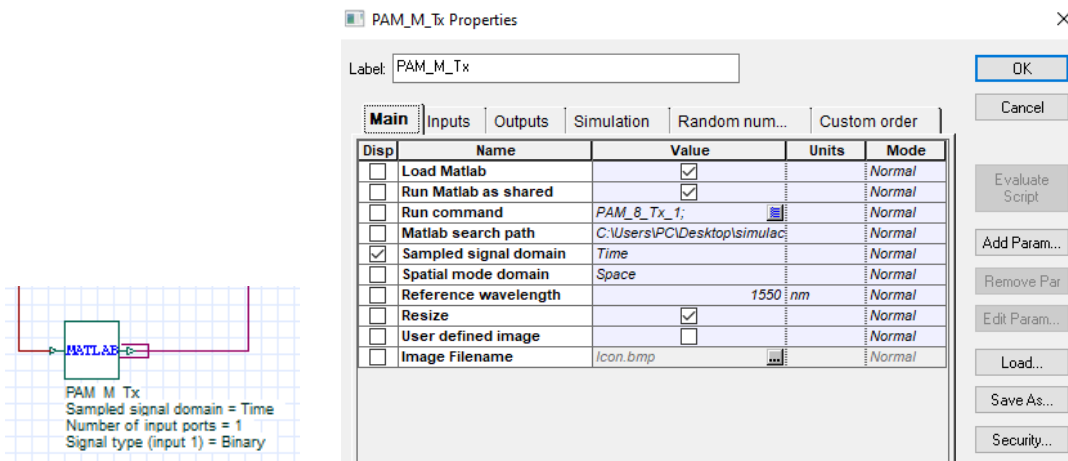 PAM_M_Tx Properties
Label: PAM_M_Tx
OK
Cancel
Main Inputs Outputs Simulation Random num... Custom order
Disp Name Value Units Mode
Load Matlab Normal
Run Matlab as shared Normal
Run command PAM_8_Tx_1; Normal
Matlab search path C:\Users\PC\Desktop\simulac Normal
Sampled signal domain Time Normal
Spatial mode domain Space Normal
Reference wavelength 1550 nm Normal
Resize Normal
User defined image Normal
Image Filename Icon.bmp ... Normal
Evaluate
Script
Add Param...
Remove Par
Edit Param...
Load...
Save As...
Security...
MATLAB
PAM_M_Tx
Sampled signal domain = Time
Number of input ports = 1
Signal type (input 1) = Binary